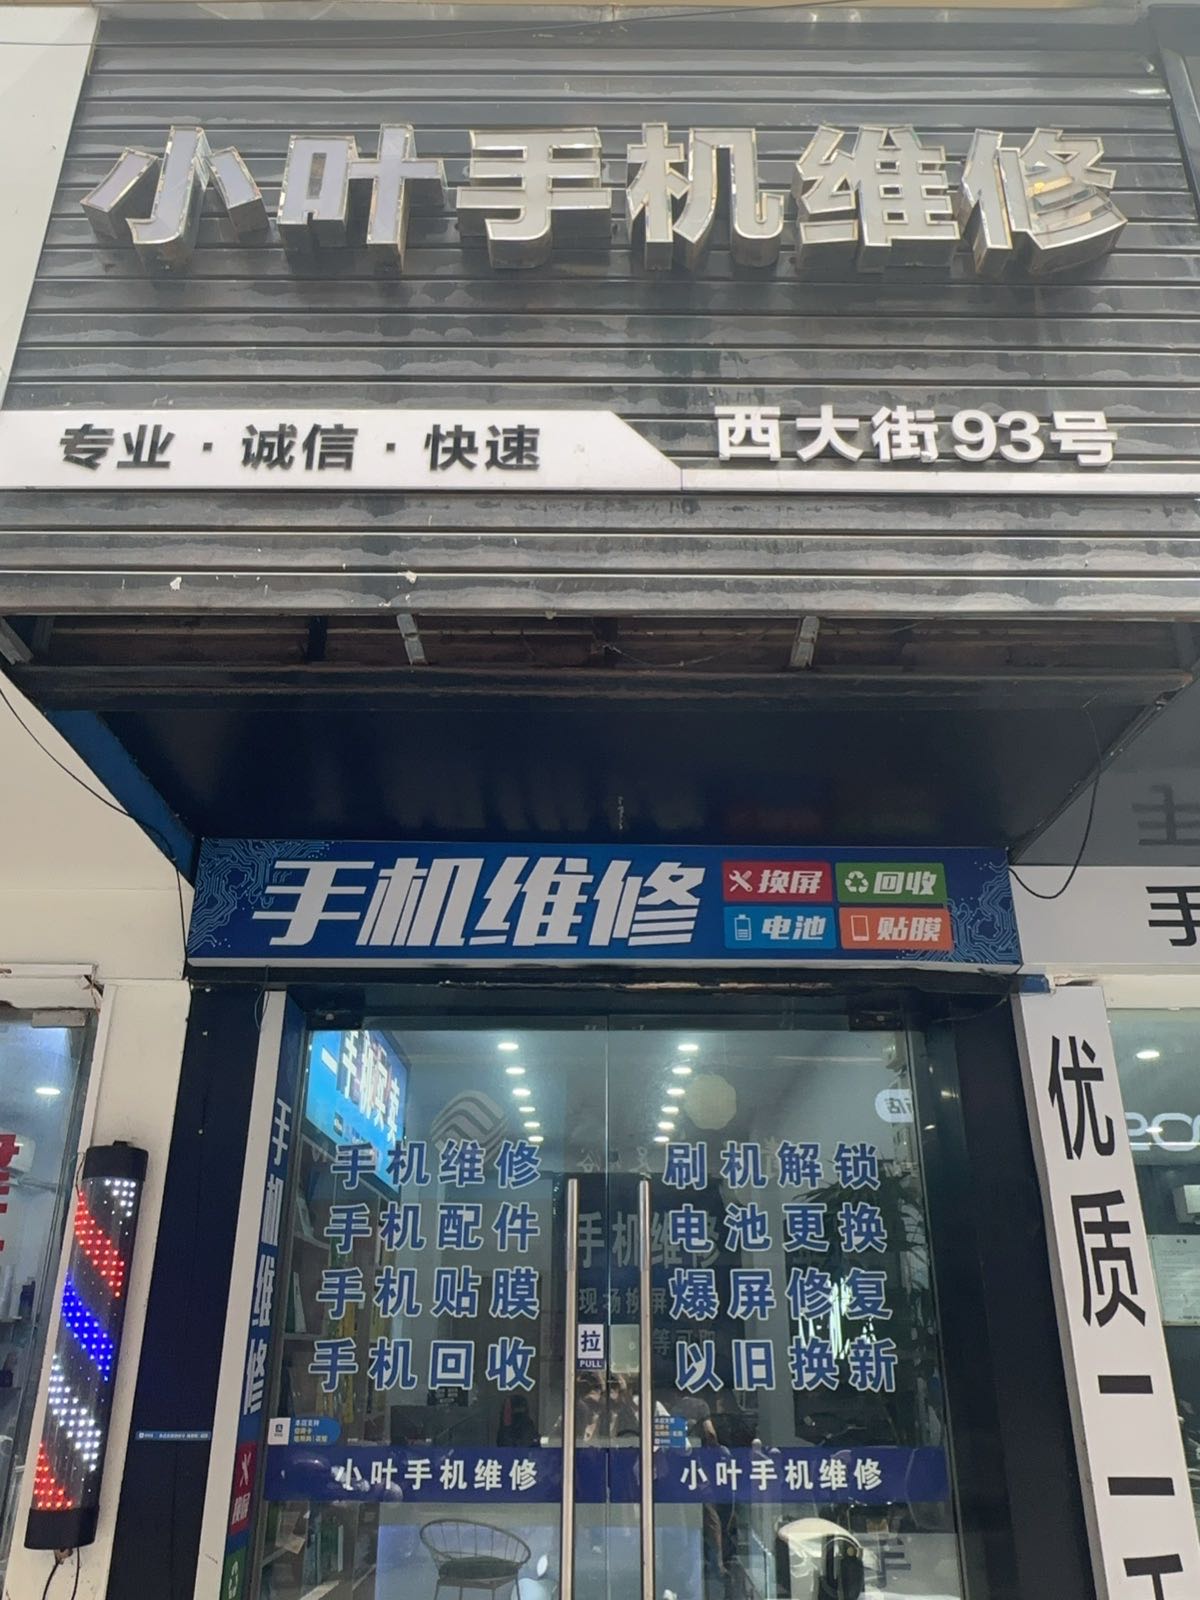 小叶手机维修
专业·诚信·快速
西大街93号
手机维修
换屏
回收
电池
贴膜
手机维修
换屏
手机维修
手机配件
手机贴膜
手机回收
刷机解锁
电池更换
爆屏修复
以旧换新
拉
PULL
小叶手机维修
小叶手机维修
手
优质二